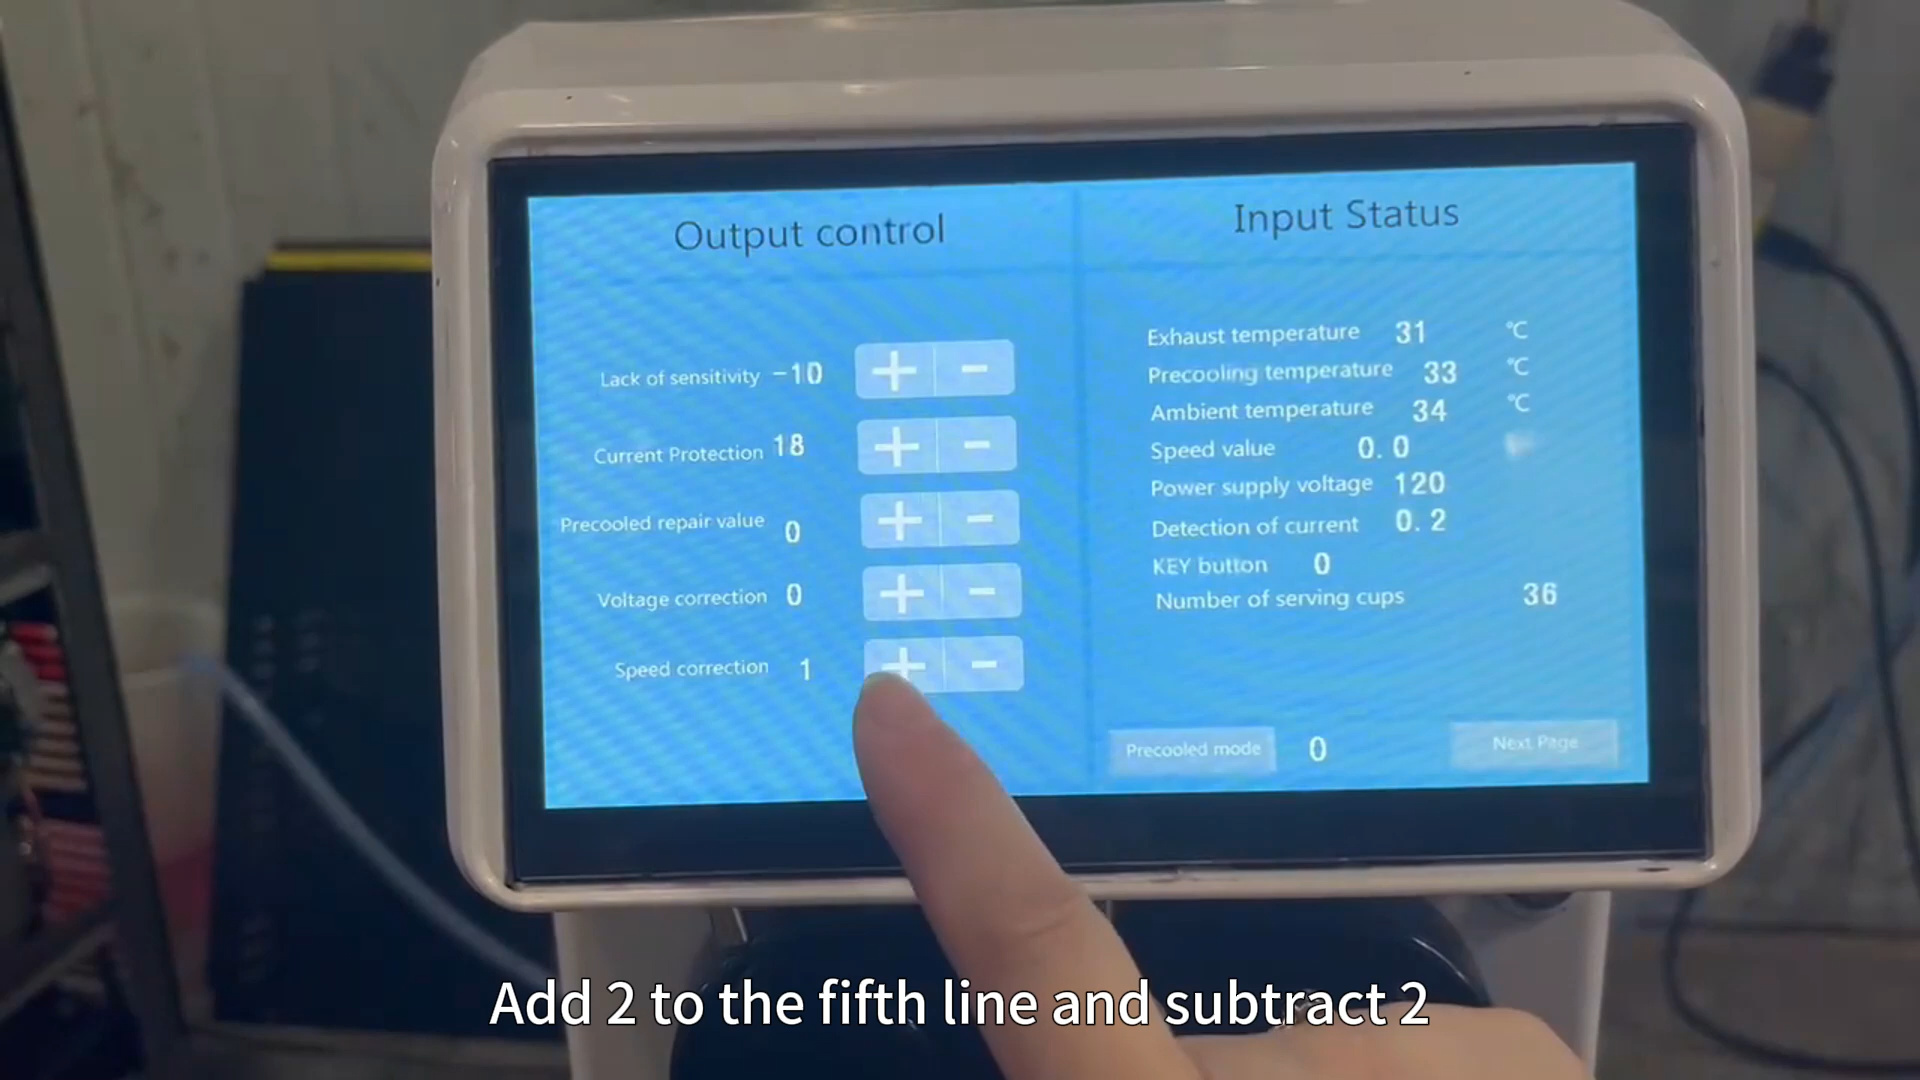 Output control
Lack of sensitivity -10 + -
Current Protection 18 + -
Precooled repair value 0 + -
Voltage correction 0 + -
Speed correction 1 + -
Input Status
Exhaust temperature 31 ℃
Precooling temperature 33 ℃
Ambient temperature 34 ℃
Speed value 0.0
Power supply voltage 120
Detection of current 0.2
KEY button 0
Number of serving cups 36
Precooled mode 0 Next Page
Add 2 to the fifth line and subtract 2